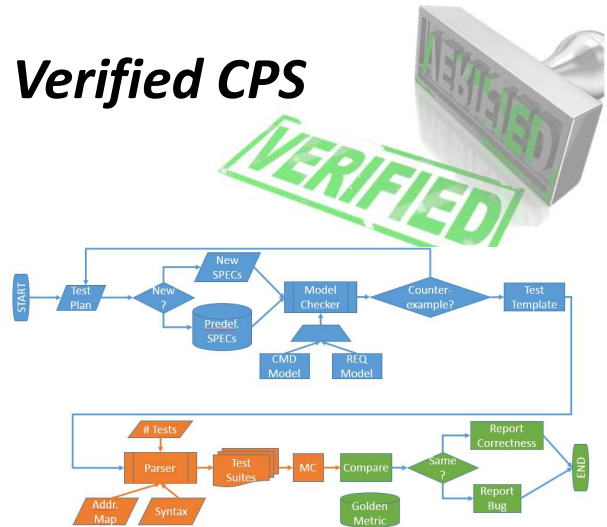 Verified CPS
VERIFIED
VERIFIED
START
Test
Plan
New
?
New
SPECs
Predef.
SPECs
Model
Checker
CMD
Model
REQ
Model
Counter-
example?
Test
Template
# Tests
Parser
Addr.
Map
Syntax
Test
Suites
MC
Compare
Golden
Metric
Same
?
Report
Correctness
Report
Bug
END